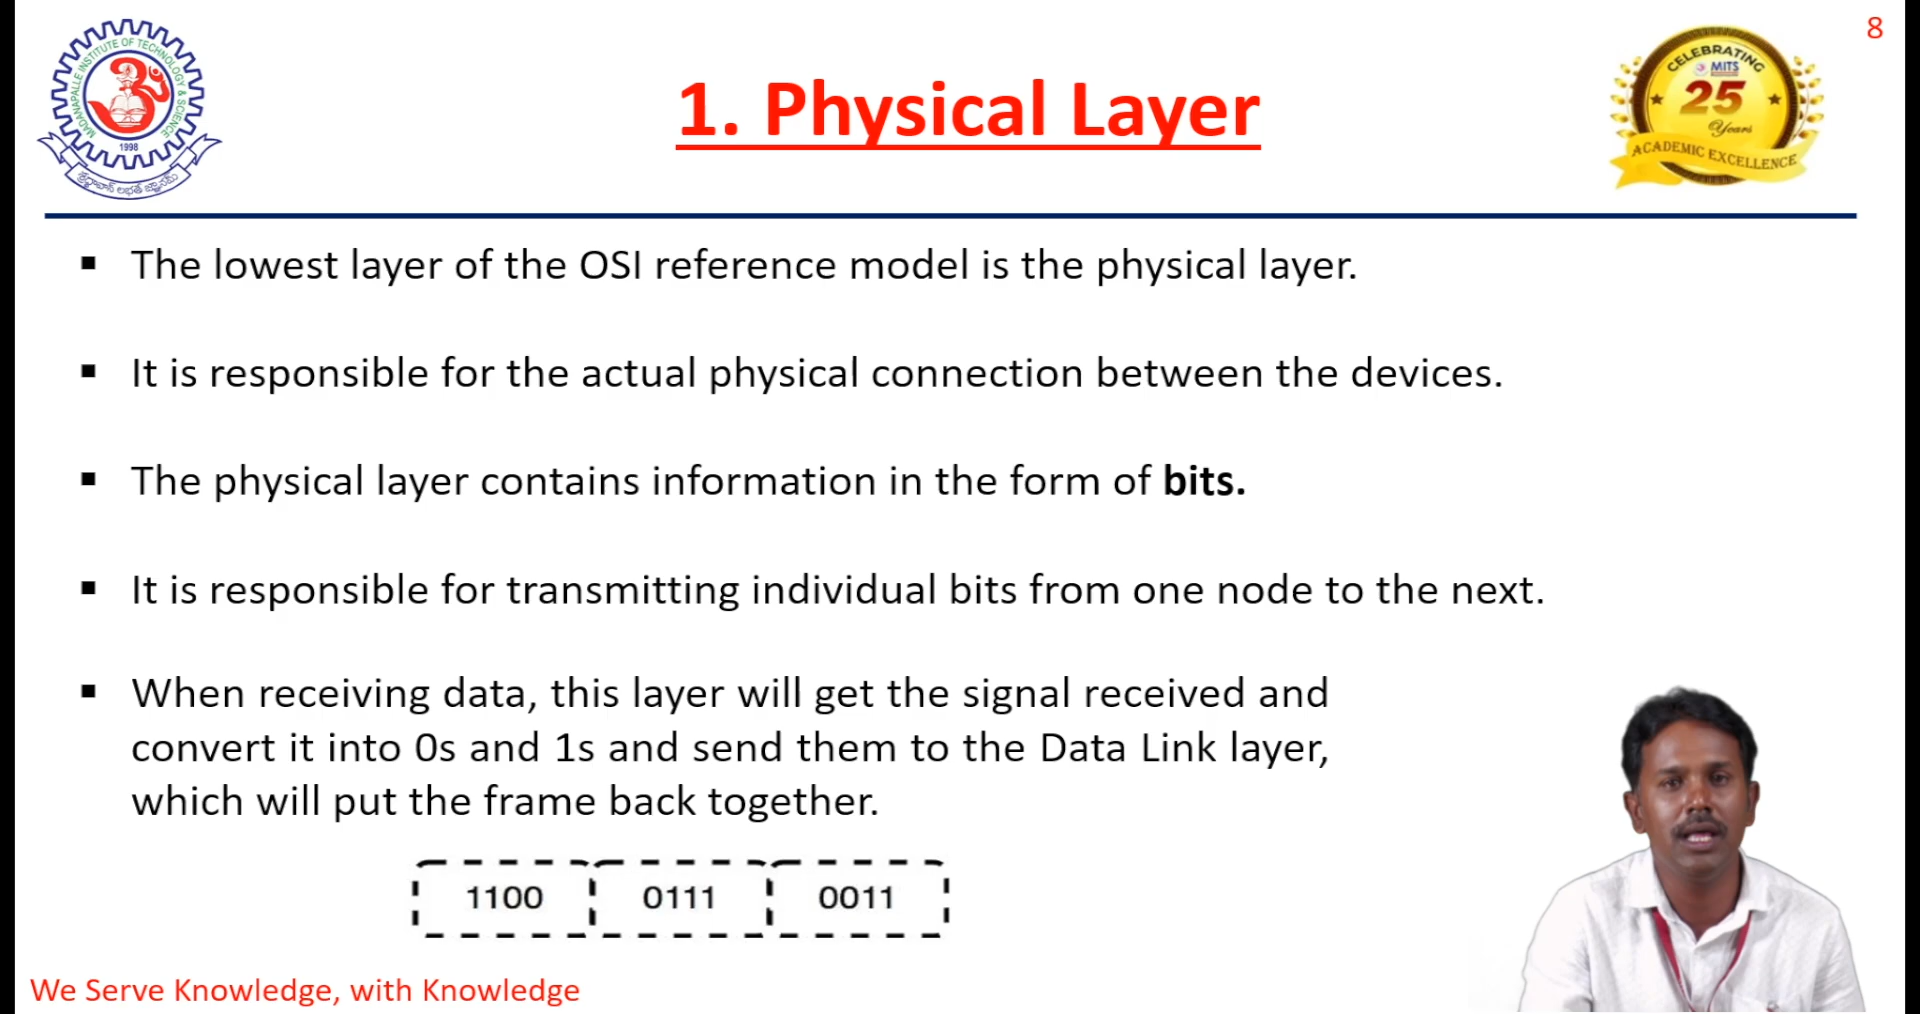 8
MADANAPALLE INSTITUTE OF TECHNOLOGY & SCIENCE
1998
CELEBRATING
MITS
25
Years
ACADEMIC EXCELLENCE
1. Physical Layer
▪ The lowest layer of the OSI reference model is the physical layer.
▪ It is responsible for the actual physical connection between the devices.
▪ The physical layer contains information in the form of bits.
▪ It is responsible for transmitting individual bits from one node to the next.
▪ When receiving data, this layer will get the signal received and
convert it into 0s and 1s and send them to the Data Link layer,
which will put the frame back together.
1100 0111 0011
We Serve Knowledge, with Knowledge